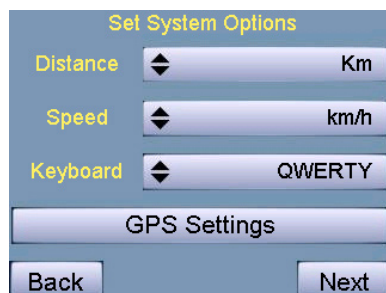 Set System Options
Distance Km
Speed km/h
Keyboard QWERTY
GPS Settings
Back Next